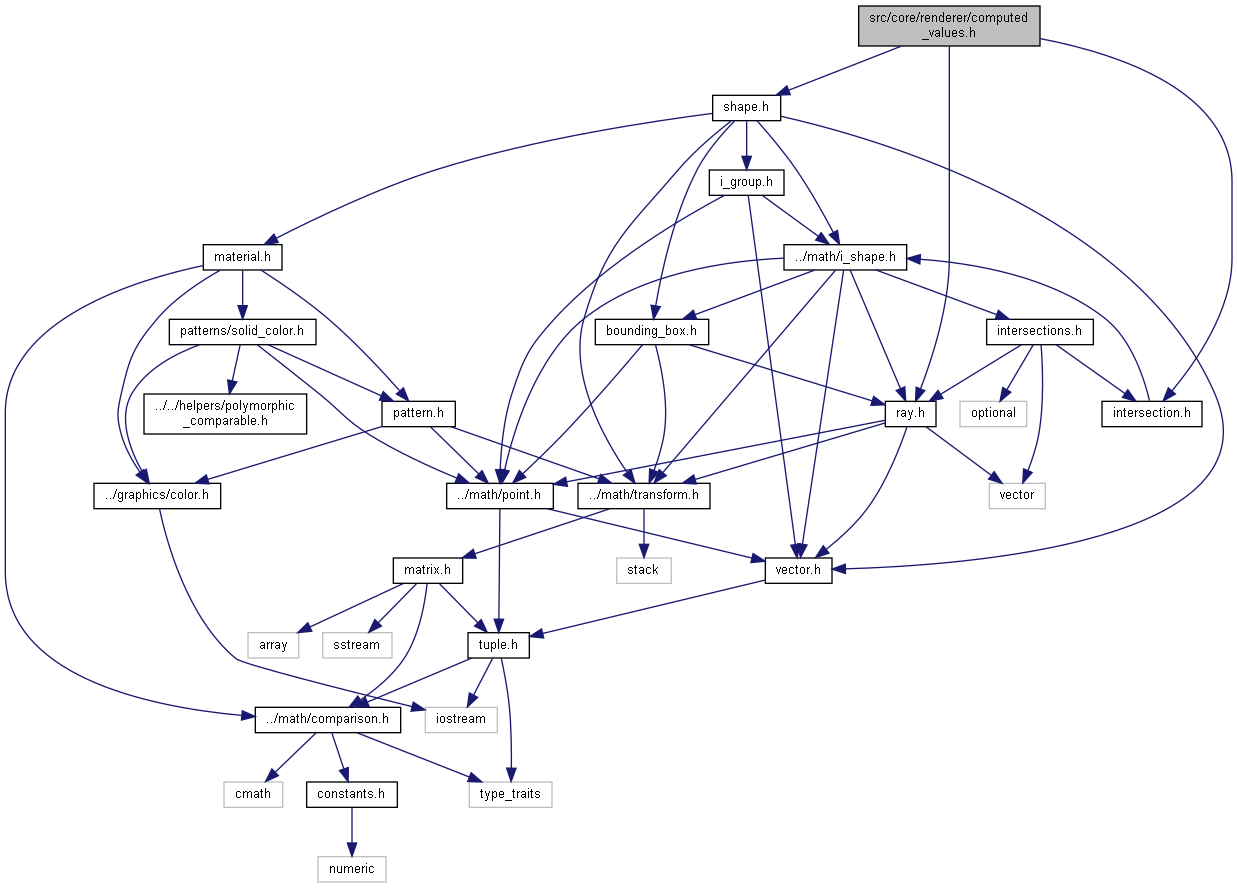 src/core/renderer/computed
_values.h
shape.h
i_group.h
material.h
../math/i_shape.h
patterns/solid_color.h
bounding_box.h
intersections.h
../../helpers/polymorphic
_comparable.h
pattern.h
ray.h
optional
intersection.h
../graphics/color.h
../math/point.h
../math/transform.h
vector
matrix.h
stack
vector.h
array
sstream
tuple.h
../math/comparison.h
iostream
cmath
constants.h
type_traits
numeric